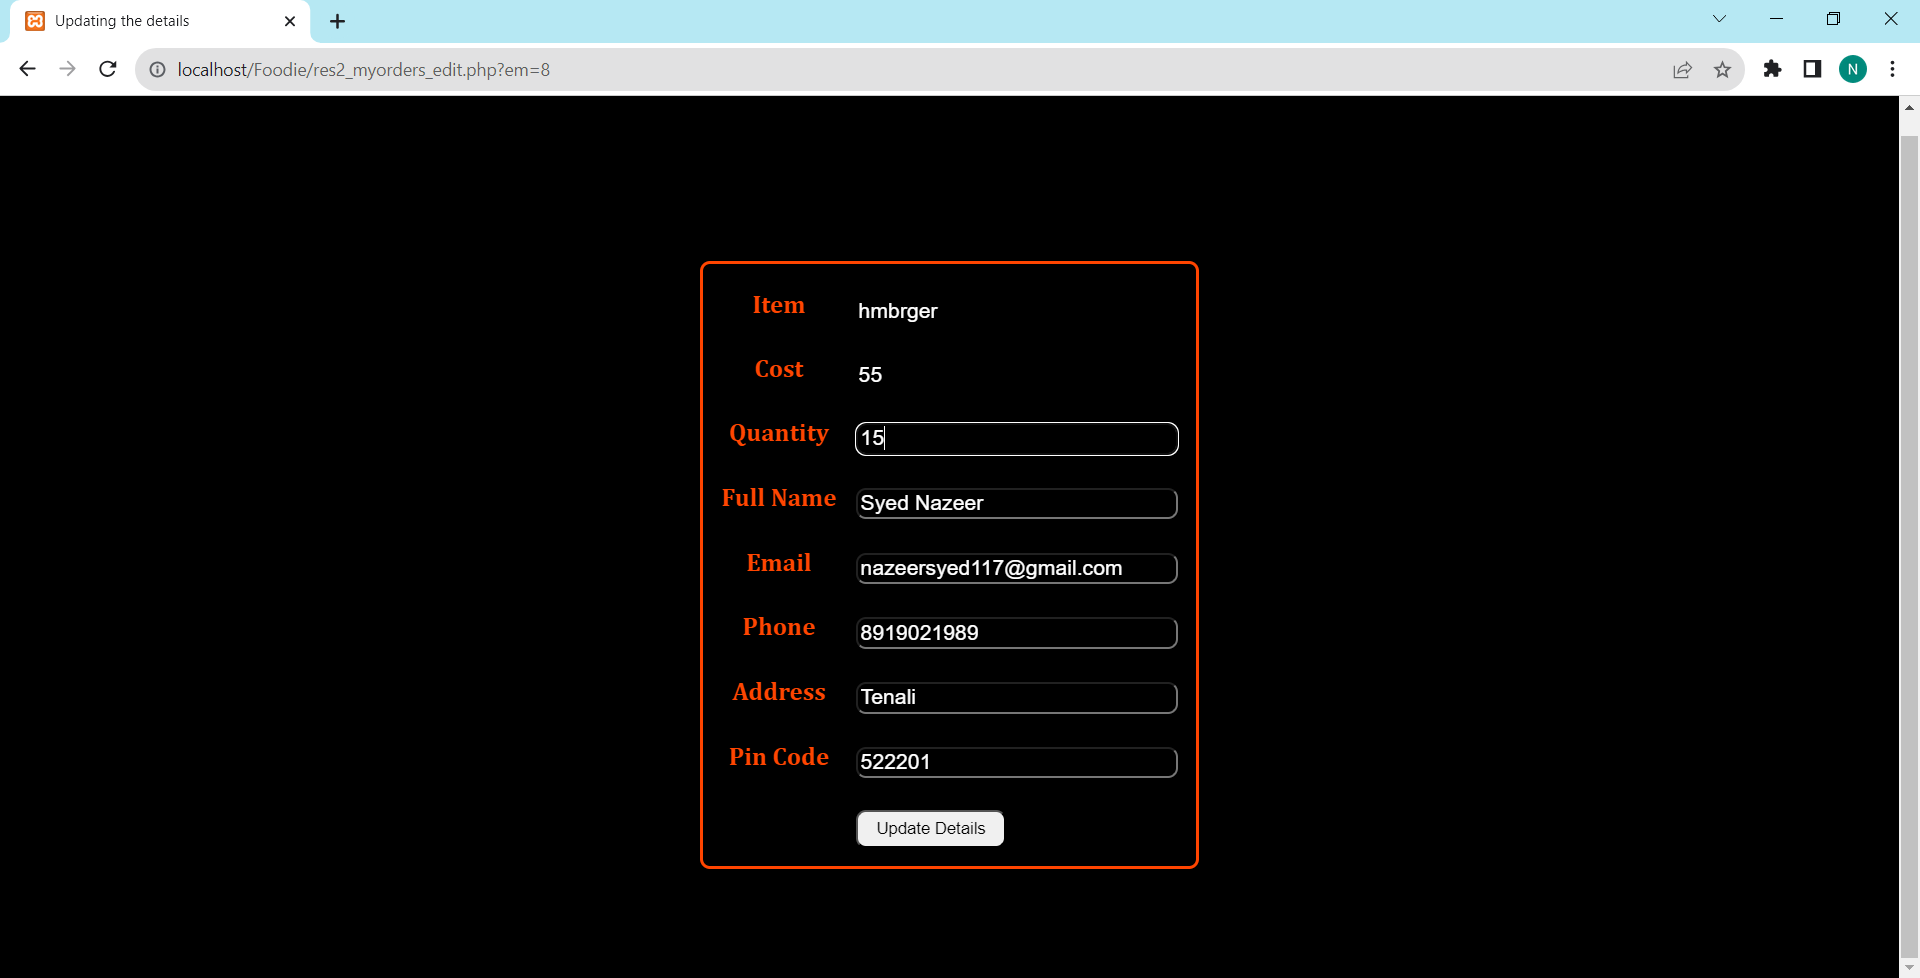 Updating the details
localhost/Foodie/res2_myorders_edit.php?em=8
N
Item hmbrger
Cost 55
Quantity 15
Full Name Syed Nazeer
Email nazeersyed117@gmail.com
Phone 8919021989
Address Tenali
Pin Code 522201
Update Details